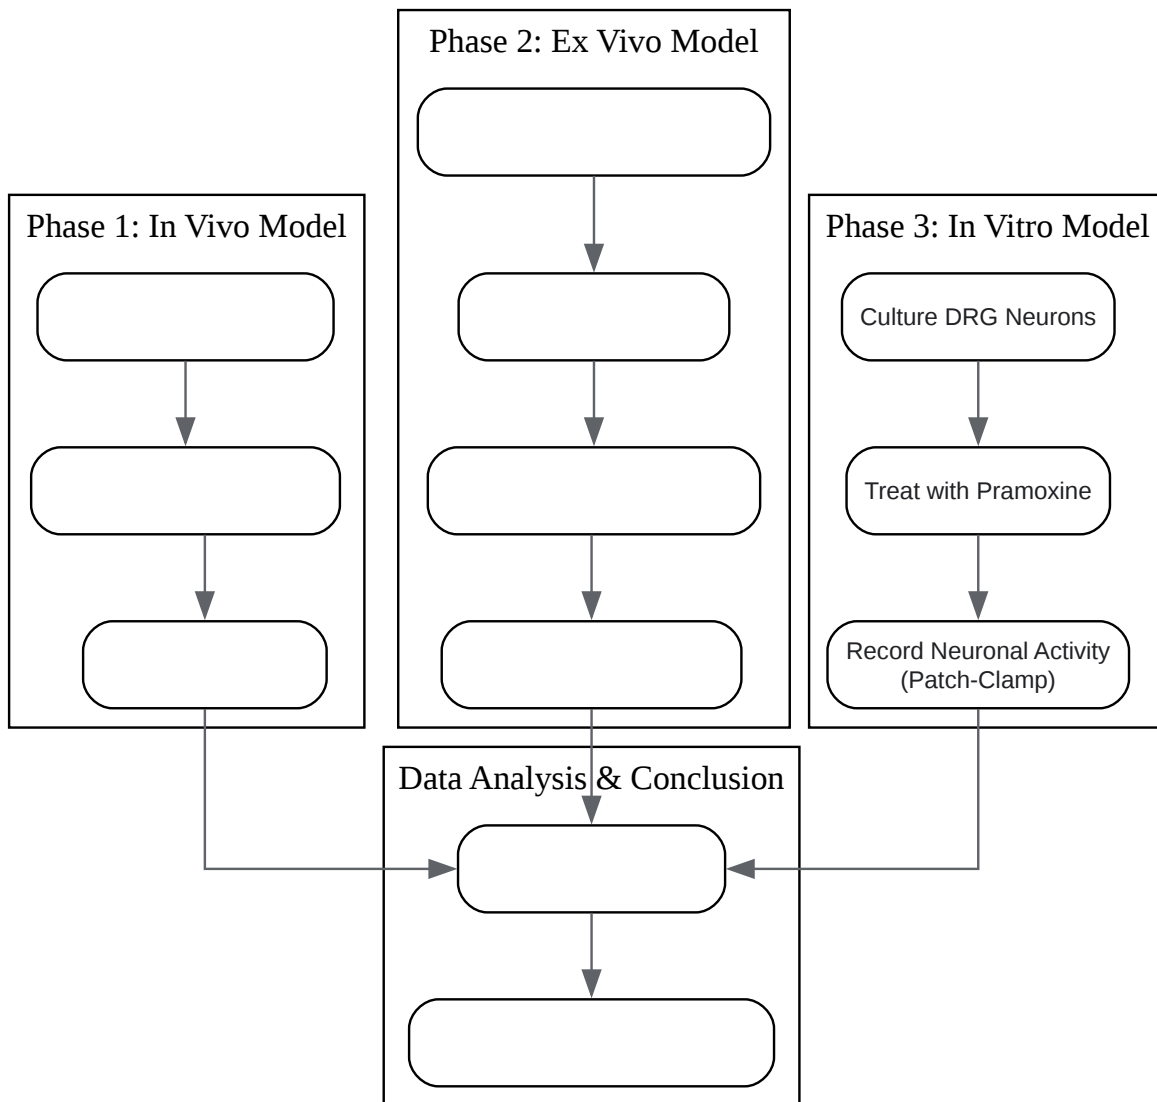 Phase 2: Ex Vivo Model
Phase 1: In Vivo Model
Phase 3: In Vitro Model
Culture DRG Neurons
Treat with Pramoxine
Record Neuronal Activity
(Patch-Clamp)
Data Analysis & Conclusion